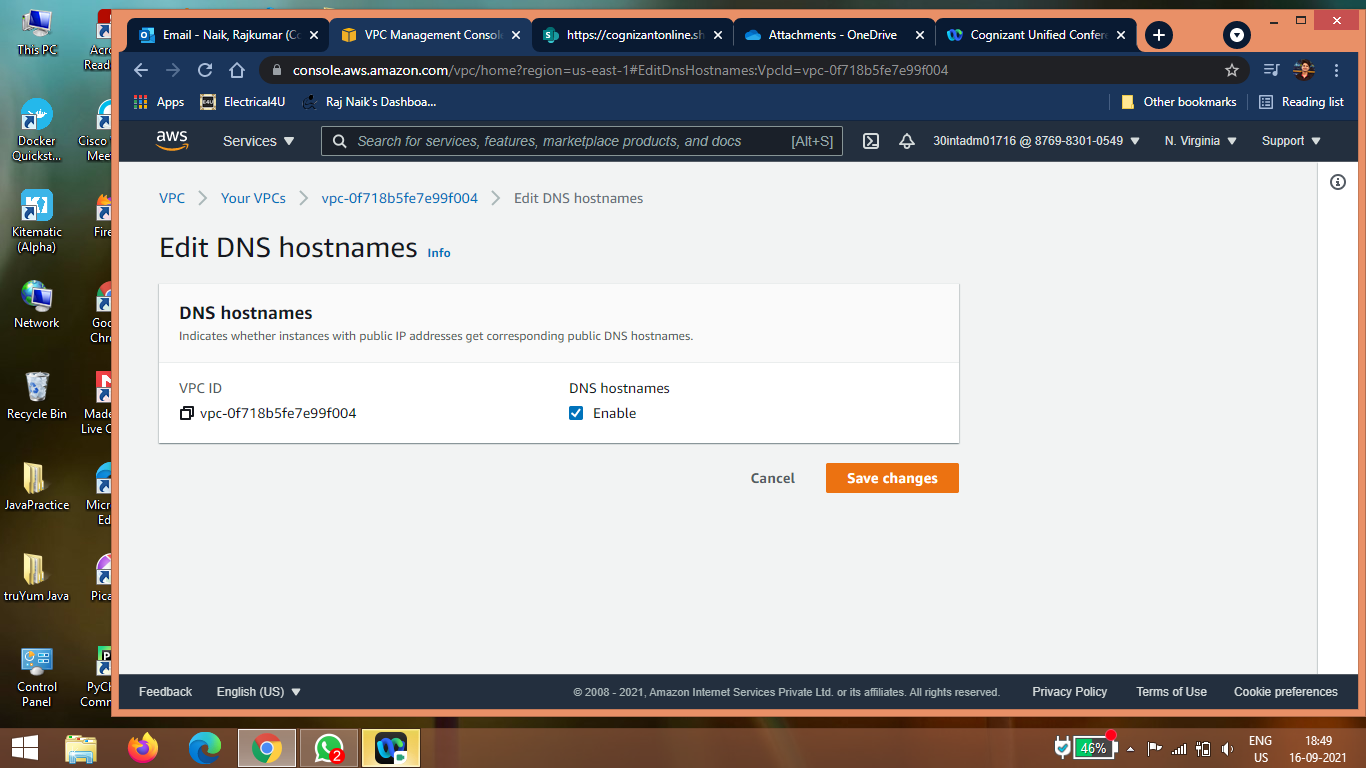 This PC
Acro
Read
Docker
Quickst...
Cisco
Mee
Kitematic
(Alpha)
Fire
Network
Goo
Chr
Recycle Bin
Made
Live C
JavaPractice
Micr
Ed
truYum Java
Pica
Control
Panel
PyCh
Comm
Email - Naik, Rajkumar (Co
VPC Management Consol
https://cognizantonline.sh
Attachments - OneDrive
Cognizant Unified Confere
console.aws.amazon.com/vpc/home?region=us-east-1#EditDnsHostnames:VpcId=vpc-0f718b5fe7e99f004
Apps
E4U
Electrical4U
Raj Naik's Dashboa...
Other bookmarks
Reading list
aws
Services
Search for services, features, marketplace products, and docs
[Alt+S]
30intadm01716 @ 8769-8301-0549
N. Virginia
Support
VPC
Your VPCs
vpc-0f718b5fe7e99f004
Edit DNS hostnames
Edit DNS hostnames Info
DNS hostnames
Indicates whether instances with public IP addresses get corresponding public DNS hostnames.
VPC ID
DNS hostnames
vpc-0f718b5fe7e99f004
Enable
Cancel
Save changes
Feedback
English (US)
© 2008 - 2021, Amazon Internet Services Private Ltd. or its affiliates. All rights reserved.
Privacy Policy
Terms of Use
Cookie preferences
2
46%
ENG
US
18:49
16-09-2021